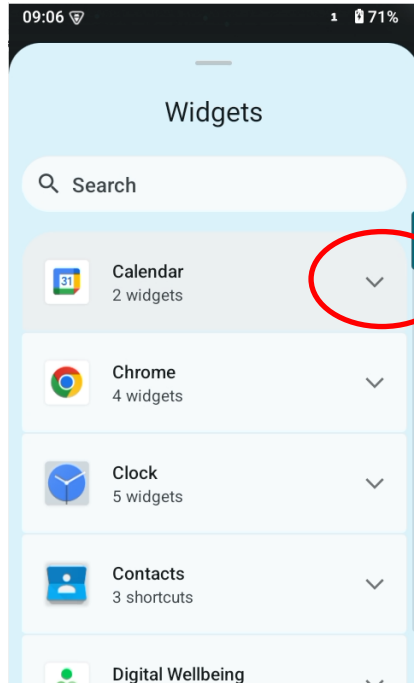 09:06 1 71%
Widgets
Search
31
Calendar
2 widgets
Chrome
4 widgets
Clock
5 widgets
Contacts
3 shortcuts
Digital Wellbeing